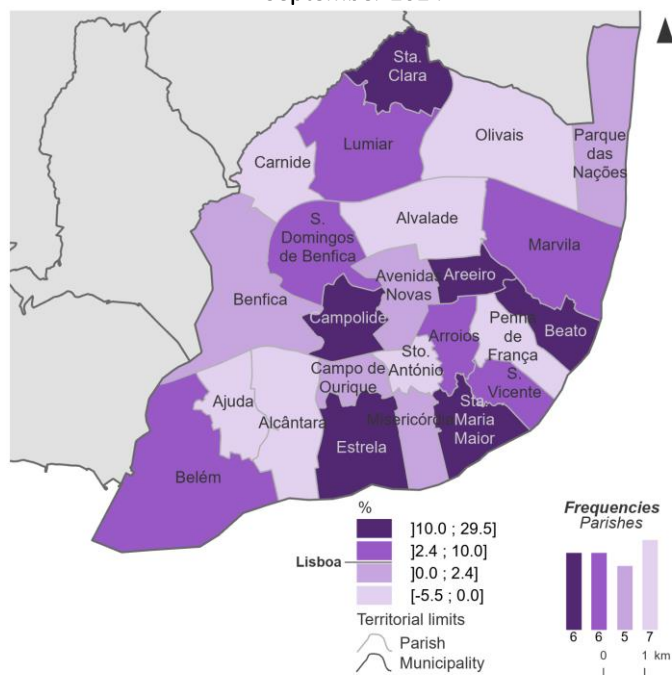 Sta.
Clara
Lumiar
Olivais
Parque
das
Nações
Carnide
S.
Domingos
de Benfica
Alvalade
Marvila
Benfica
Avenidas
Novas
Areeiro
Campolide
Arroios
Penha
de
França
Beato
Sto.
António
Campo de
Ourique
S.
Vicente
Ajuda
Alcântara
Estrela
Misericórdia
Sta.
Maria
Maior
Belém
%
]10.0 ; 29.5]
]2.4 ; 10.0]
Lisboa
]0.0 ; 2.4]
[-5.5 ; 0.0]
Territorial limits
Parish
Municipality
Frequencies
Parishes
6 6 5 7
0 1 km